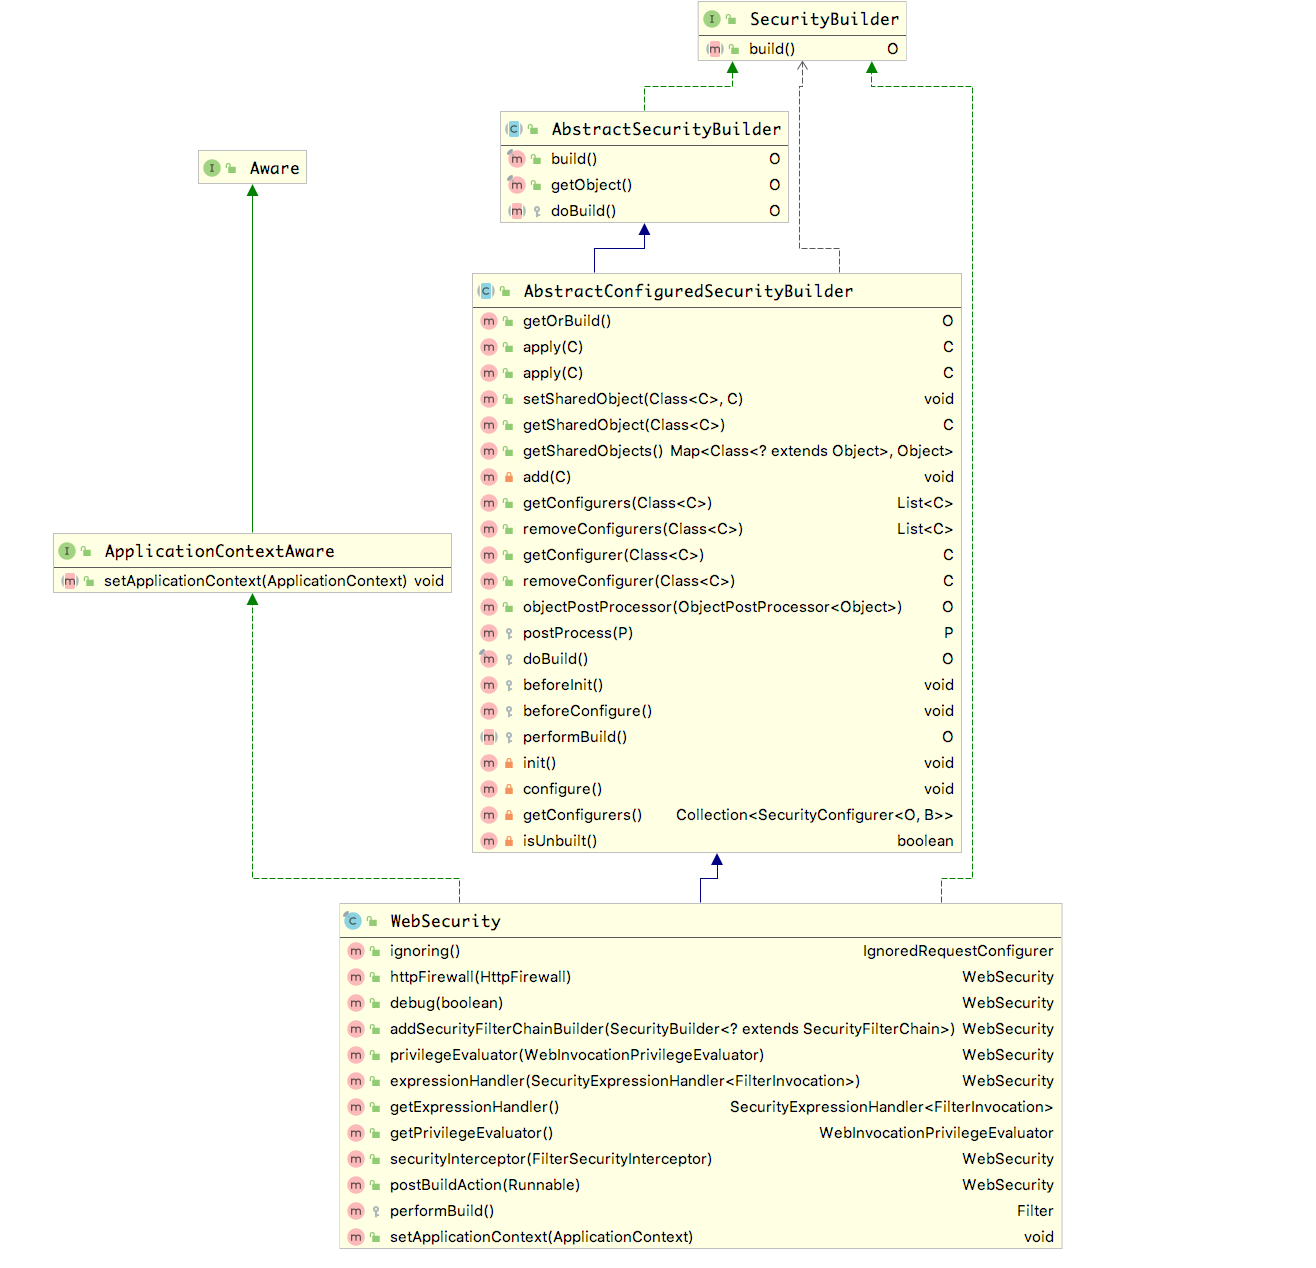 SecurityBuilder
build() O
AbstractSecurityBuilder
build() O
getObject() O
doBuild() O
Aware
AbstractConfiguredSecurityBuilder
getOrBuild() O
apply(C) C
apply(C) C
setSharedObject(Class<C>, C) void
getSharedObject(Class<C>) C
getSharedObjects() Map<Class<? extends Object>, Object>
add(C) void
getConfigurers(Class<C>) List<C>
removeConfigurers(Class<C>) List<C>
getConfigurer(Class<C>) C
removeConfigurer(Class<C>) C
objectPostProcessor(ObjectPostProcessor<Object>) O
postProcess(P) P
doBuild() O
beforeInit() void
beforeConfigure() void
performBuild() O
init() void
configure() void
getConfigurers() Collection<SecurityConfigurer<O, B>>
isUnbuilt() boolean
ApplicationContextAware
setApplicationContext(ApplicationContext) void
WebSecurity
ignoring() IgnoredRequestConfigurer
httpFirewall(HttpFirewall) WebSecurity
debug(boolean) WebSecurity
addSecurityFilterChainBuilder(SecurityBuilder<? extends SecurityFilterChain>) WebSecurity
privilegeEvaluator(WebInvocationPrivilegeEvaluator) WebSecurity
expressionHandler(SecurityExpressionHandler<FilterInvocation>) WebSecurity
getExpressionHandler() SecurityExpressionHandler<FilterInvocation>
getPrivilegeEvaluator() WebInvocationPrivilegeEvaluator
securityInterceptor(FilterSecurityInterceptor) WebSecurity
postBuildAction(Runnable) WebSecurity
performBuild() Filter
setApplicationContext(ApplicationContext) void